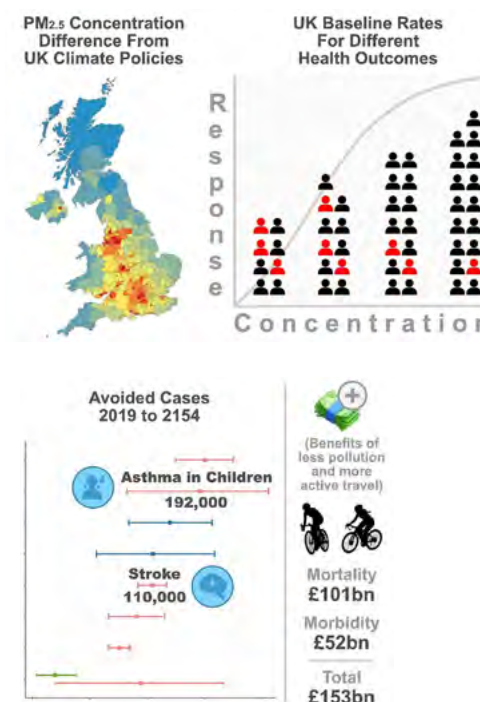 PM2.5 Concentration
Difference From
UK Climate Policies
UK Baseline Rates
For Different
Health Outcomes
Response
Concentration
Avoided Cases
2019 to 2154
Asthma in Children
192,000
Stroke
110,000
(Benefits of
less pollution
and more
active travel)
Mortality
£101bn
Morbidity
£52bn
Total
£153bn